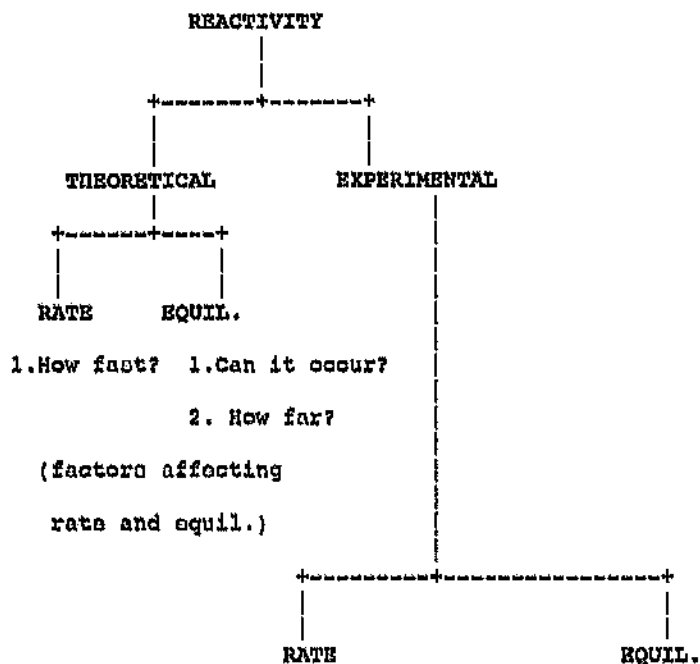 REACTIVITY
THEORETICAL EXPERIMENTAL
RATE EQUIL.
1.How fast? 1.Can it occur?
2. How far?
(factors affecting
rate and equil.)
RATE EQUIL.